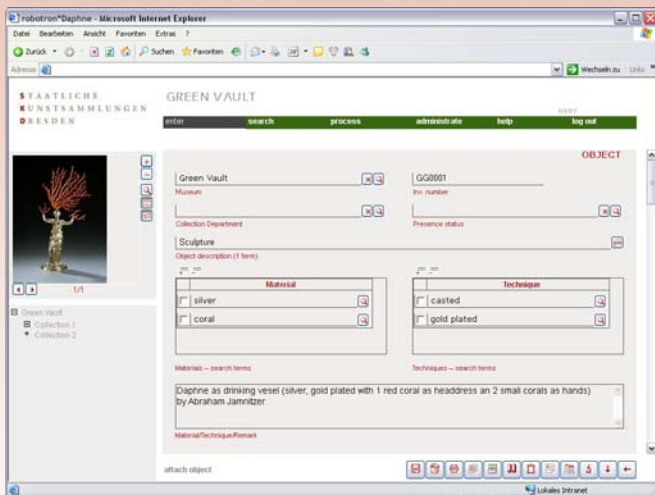 robotron*Daphne - Microsoft Internet Explorer
Datei Bearbeiten Ansicht Favoriten Extras ?
Zurück Suchen Favoriten
Adresse Wechseln zu Links »
STAATLICHE
KUNSTSAMMLUNGEN
DRESDEN
GREEN VAULT
user
enter search process administrate help log out
OBJECT
Green Vault GG0001
Museum Inv. number
Collection Department Presence status
Sculpture
Object description (1 term)
1/1
Material Technique
silver casted
coral gold plated
Green Vault
Collection 1
Collection 2
Materials – search terms Techniques – search terms
Daphne as drinking vesel (silver, gold plated with 1 red coral as headdress an 2 small corals as hands)
by Abraham Jamnitzer
Material/Technique/Remark
attach object
Lokales Intranet